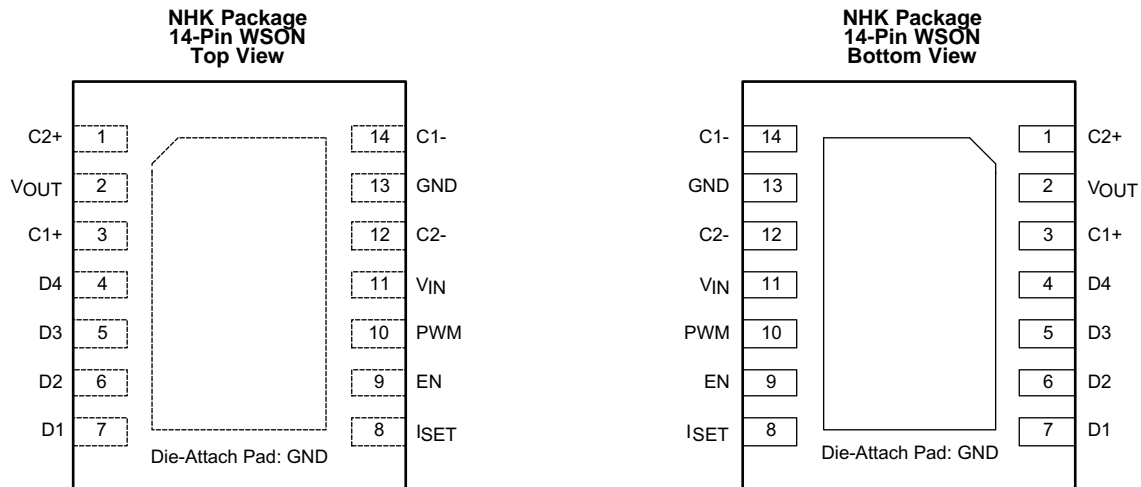 NHK Package
14-Pin WSON
Top View
C2+ 1 14 C1-
VOUT 2 13 GND
C1+ 3 12 C2-
D4 4 11 VIN
D3 5 10 PWM
D2 6 9 EN
D1 7 8 ISET
Die-Attach Pad: GND
NHK Package
14-Pin WSON
Bottom View
C1- 14 1 C2+
GND 13 2 VOUT
C2- 12 3 C1+
VIN 11 4 D4
PWM 10 5 D3
EN 9 6 D2
ISET 8 7 D1
Die-Attach Pad: GND